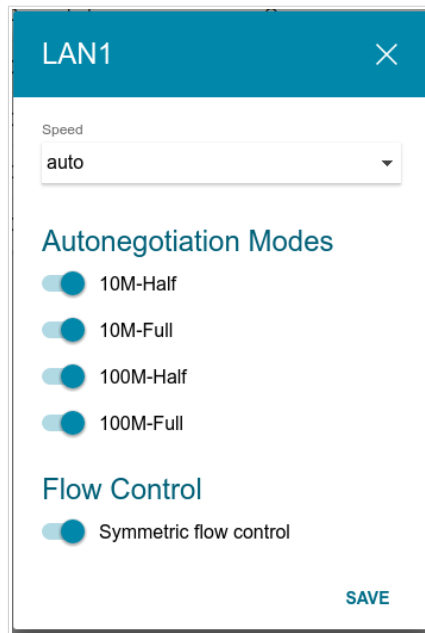 LAN1
Speed
auto
Autonegotiation Modes
10M-Half
10M-Full
100M-Half
100M-Full
Flow Control
Symmetric flow control
SAVE